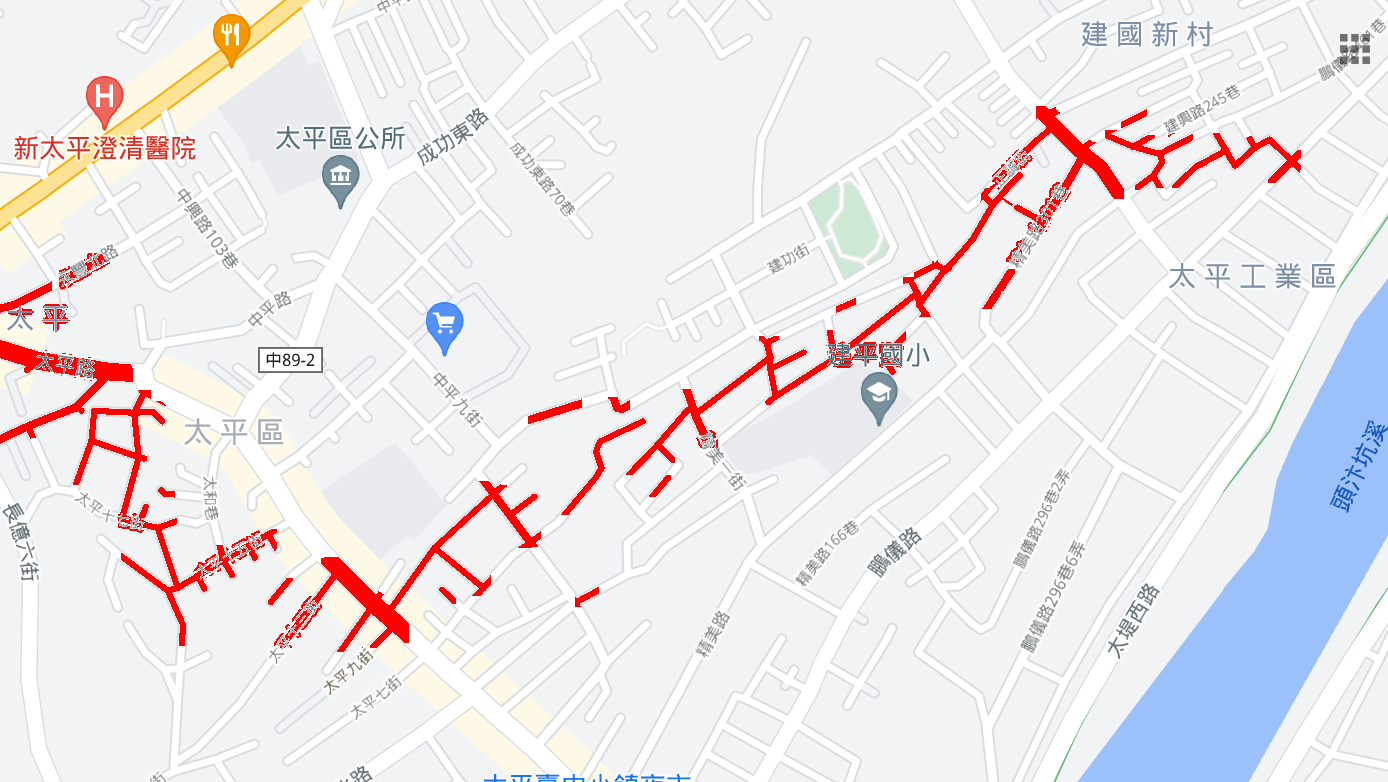 建國新村
鵬儀路
建興路245巷
太平區公所
成功東路
新太平澄清醫院
H
中興路103巷
成功東路70巷
建功街
太平工業區
中平路
太平
中89-2
太平路
建平國小
中平九街
太平區
精美一街
太和巷
頭汴坑溪
長億六街
鵬儀路296巷2弄
精美路166巷
鵬儀路
鵬儀路296巷6弄
太堤西路
精美路
太平九街
太平七街